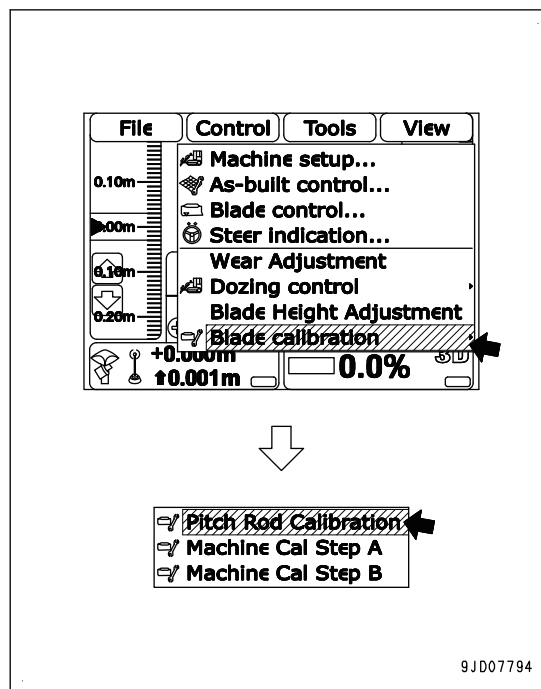 File Control Tools View
Machine setup...
0.10m
As-built control...
Blade control...
.00m
Steer indication...
Wear Adjustment
0.10m
Dozing control
Blade Height Adjustment
0.20m
Blade calibration
+0.000m
3D
0.0%
0.001m
Pitch Rod Calibration
Machine Cal Step A
Machine Cal Step B
9JD07794